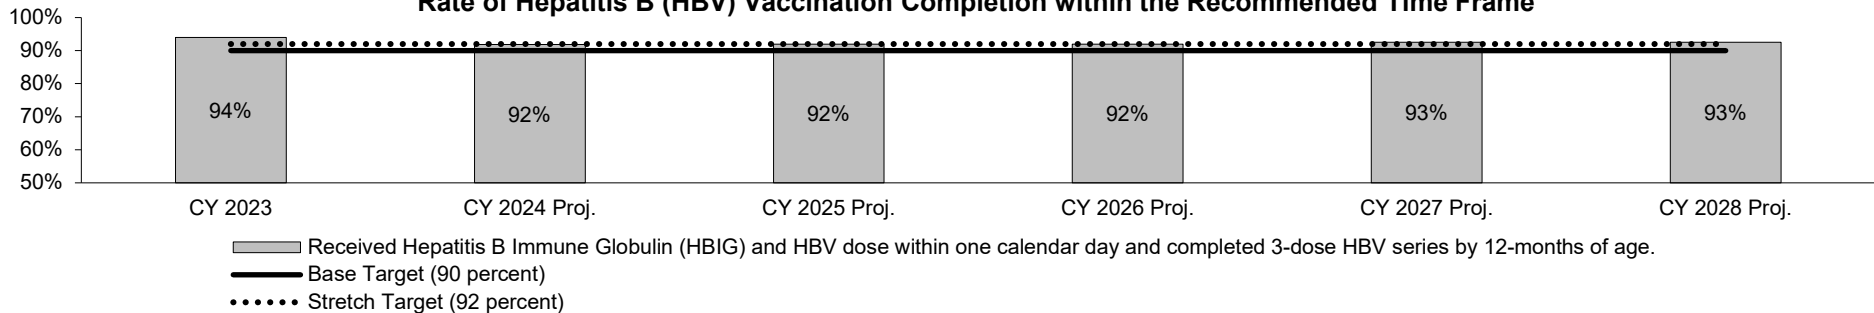 Rate of Hepatitis B (HBV) Vaccination Completion within the Recommended Time Frame
100%
90%
80%
70%
60%
50%
94%
92%
92%
92%
93%
93%
CY 2023
CY 2024 Proj.
CY 2025 Proj.
CY 2026 Proj.
CY 2027 Proj.
CY 2028 Proj.
Received Hepatitis B Immune Globulin (HBIG) and HBV dose within one calendar day and completed 3-dose HBV series by 12-months of age.
Base Target (90 percent)
Stretch Target (92 percent)